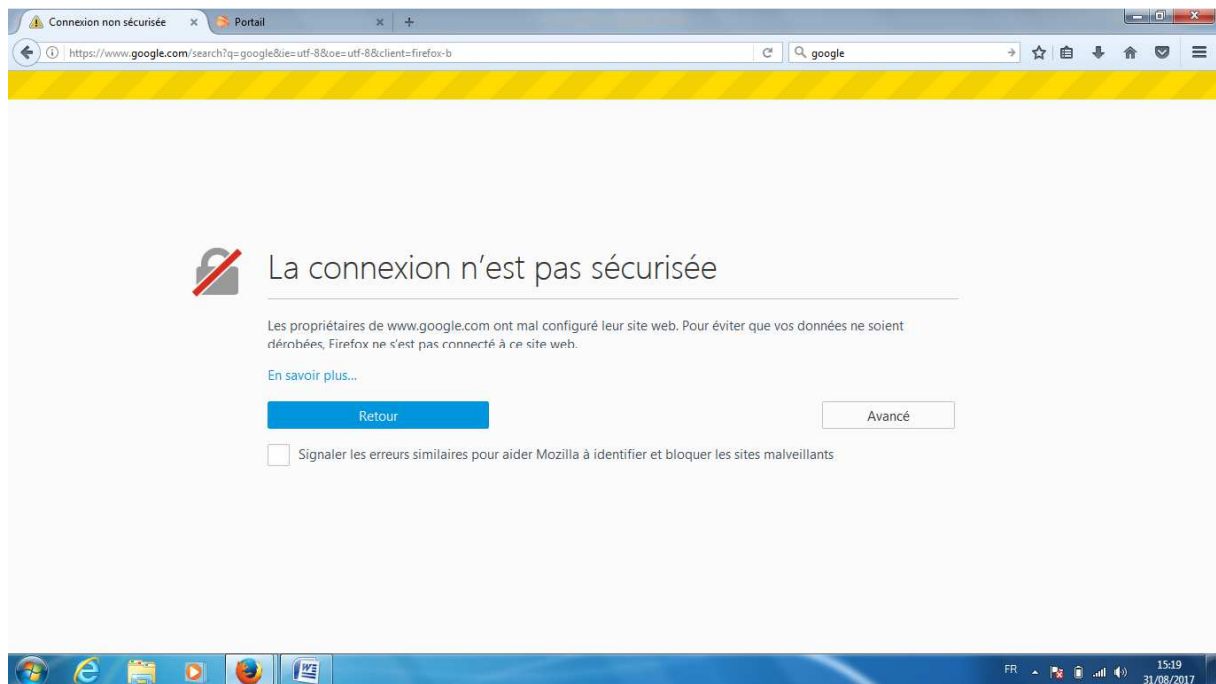 Connexion non sécurisée
Portail
https://www.google.com/search?q=google&ie=utf-8&oe=utf-8&client=firefox-b
google
La connexion n'est pas sécurisée
Les propriétaires de www.google.com ont mal configuré leur site web. Pour éviter que vos données ne soient
dérobées, Firefox ne s'est pas connecté à ce site web.
En savoir plus...
Retour
Avancé
Signaler les erreurs similaires pour aider Mozilla à identifier et bloquer les sites malveillants
FR
15:19
31/08/2017